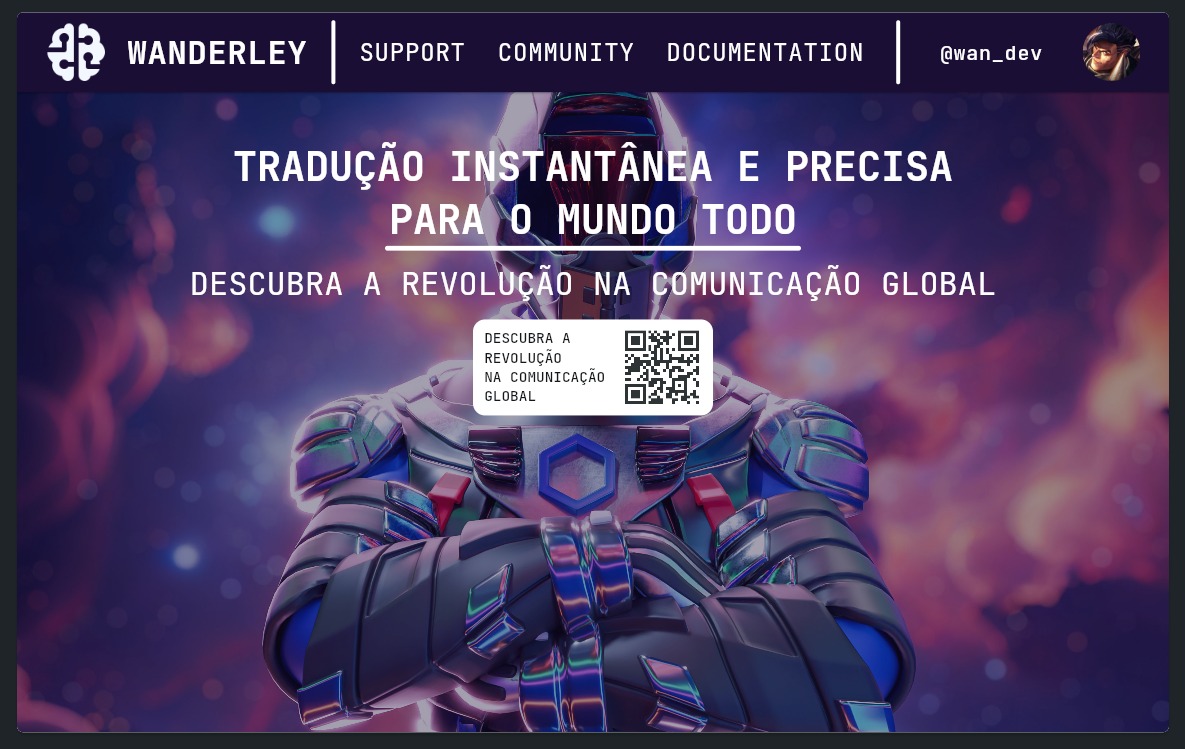 WANDERLEY
SUPPORT COMMUNITY DOCUMENTATION
@wan_dev
TRADUÇÃO INSTANTÂNEA E PRECISA
PARA O MUNDO TODO
DESCUBRA A REVOLUÇÃO NA COMUNICAÇÃO GLOBAL
DESCUBRA A
REVOLUÇÃO
NA COMUNICAÇÃO
GLOBAL